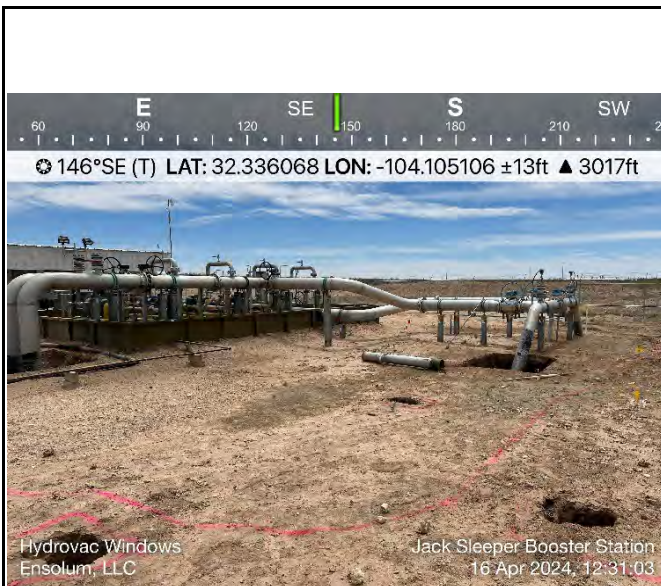 E SE S SW
60 90 120 150 180 210
146°SE (T) LAT: 32.336068 LON: -104.105106 ±13ft ▲ 3017ft
Hydrovac Windows
Ensolum, LLC
Jack Sleeper Booster Station
16 Apr 2024, 12:31:03